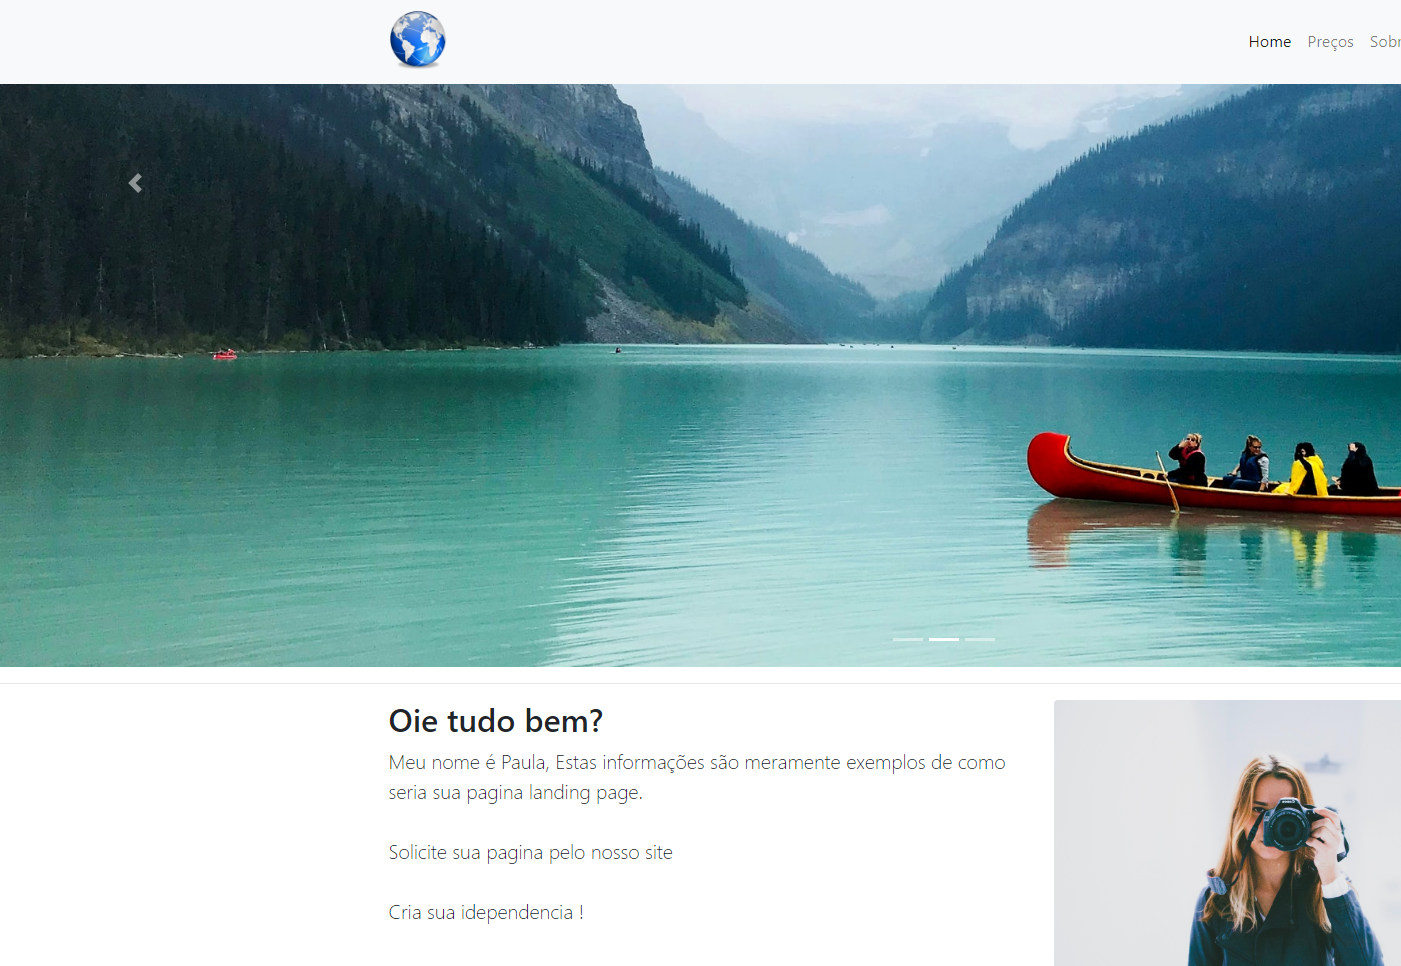 Home Preços Sobr
Oie tudo bem?
Meu nome é Paula, Estas informações são meramente exemplos de como
seria sua pagina landing page.
Solicite sua pagina pelo nosso site
Cria sua idependencia !